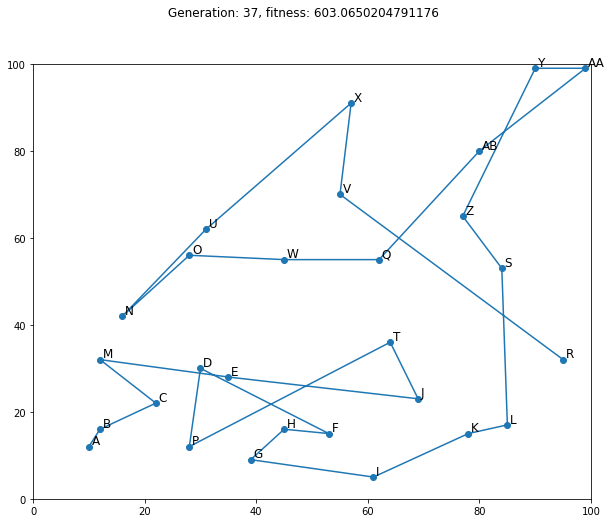 Generation: 37, fitness: 603.0650204791176
100
Y
AA
X
80
AB
V
Z
U
60
O
W
Q
S
N
40
T
M
R
D
E
J
20
C
B
H
F
L
K
A
P
G
I
0
0 20 40 60 80 100